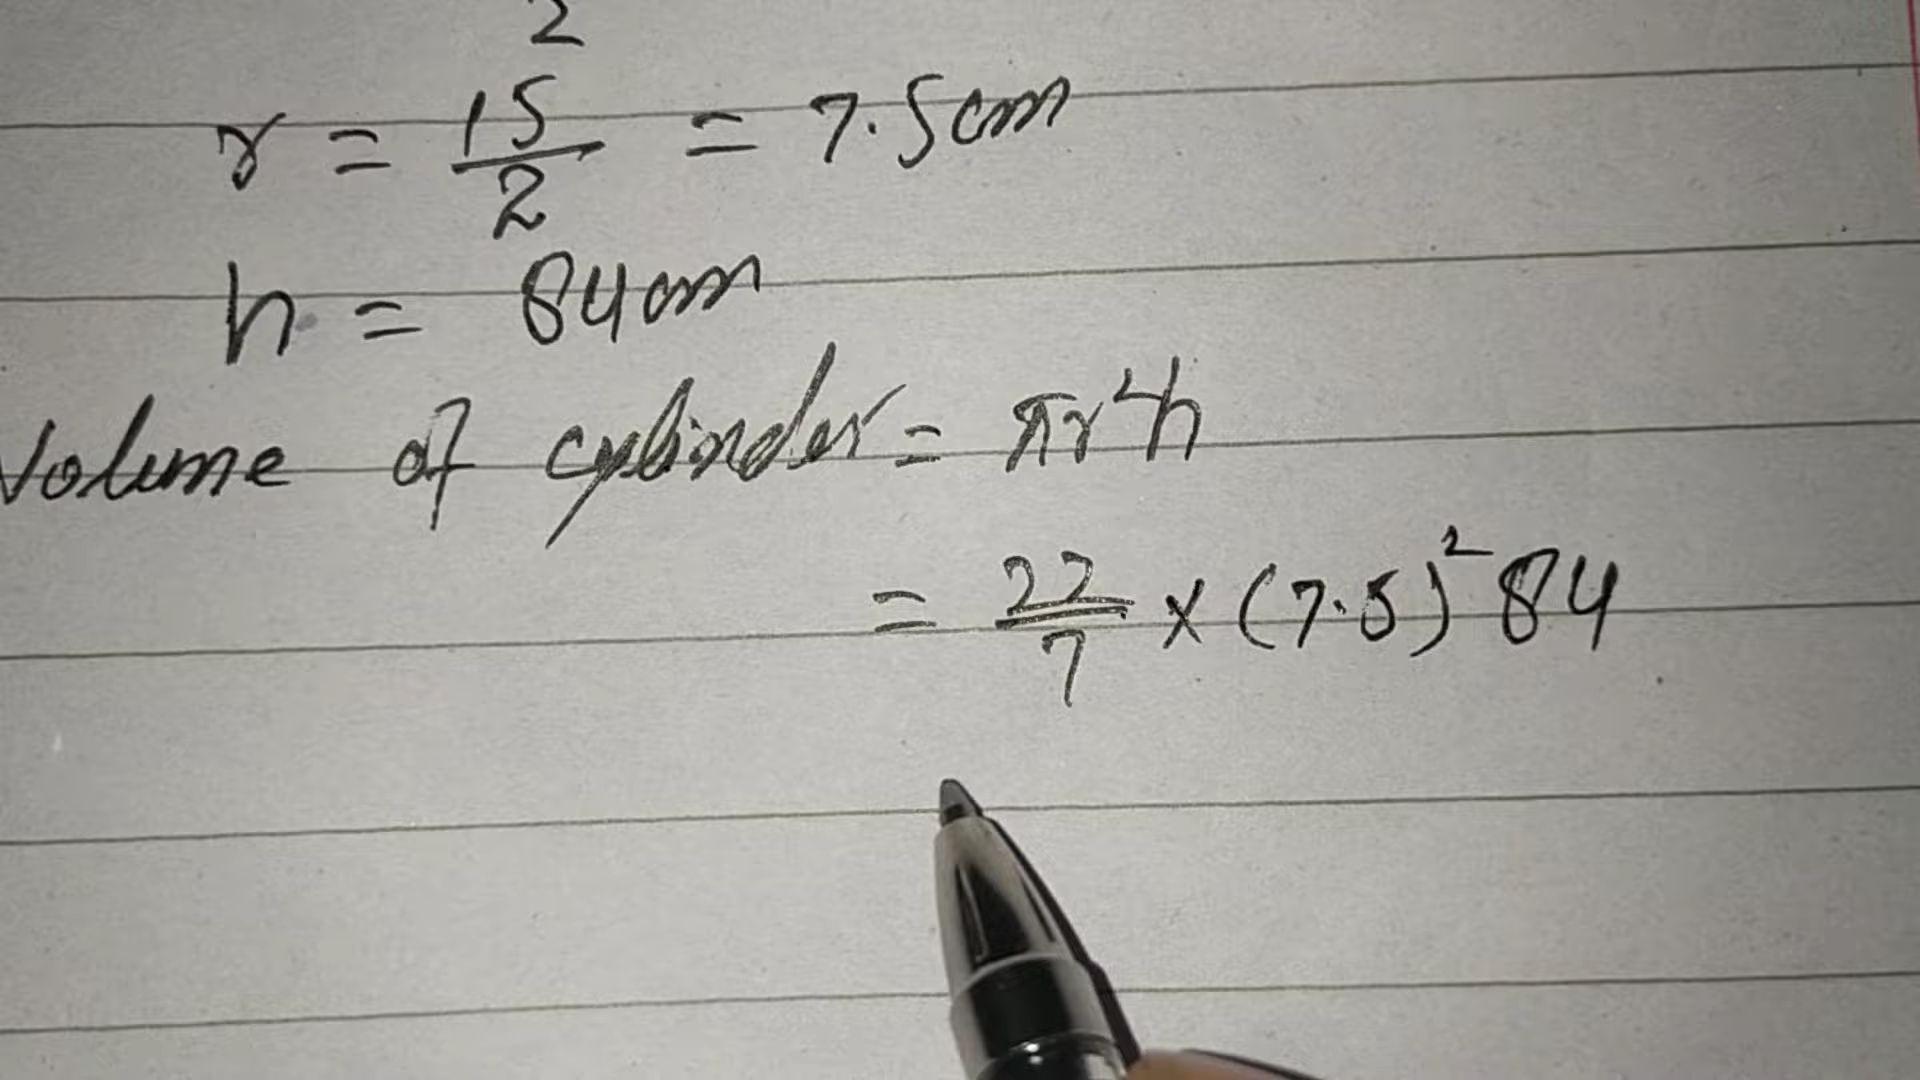 2
r = 15/2 = 7.5cm
h = 84cm
Volume of cylinder = πr²h
= 22/7 × (7.5)² 84